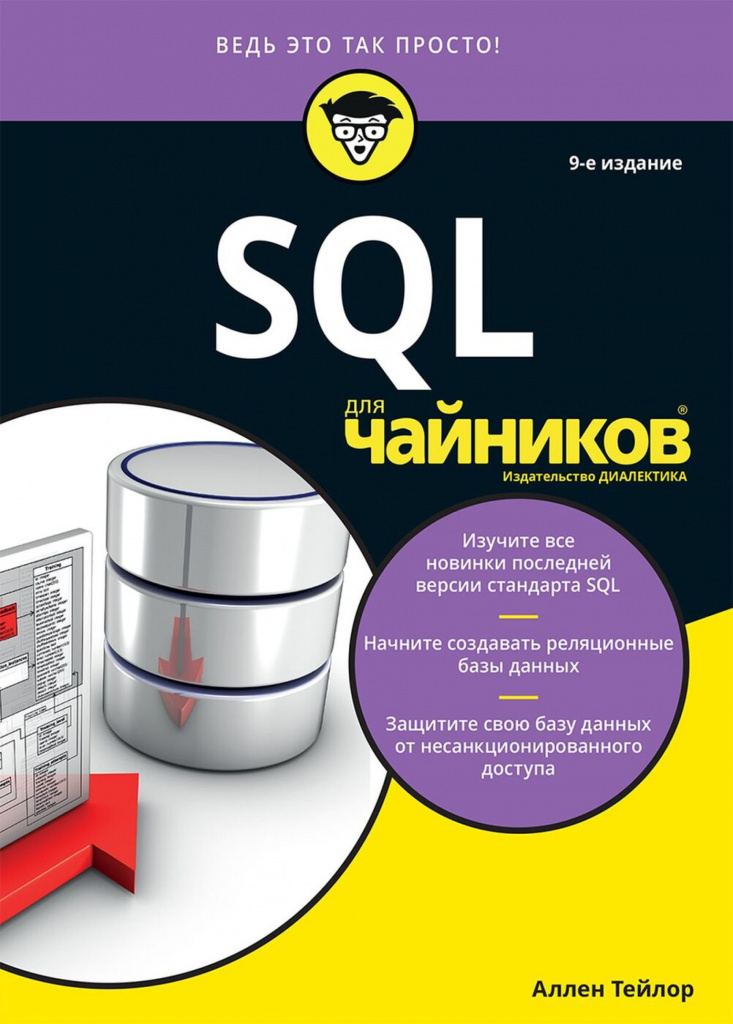 ВЕДЬ ЭТО ТАК ПРОСТО!
9-е издание
SQL
для
чайников®
Издательство ДИАЛЕКТИКА
Изучите все
новинки последней
версии стандарта SQL
Начните создавать реляционные
базы данных
Защитите свою базу данных
от несанкционированного
доступа
Аллен Тейлор